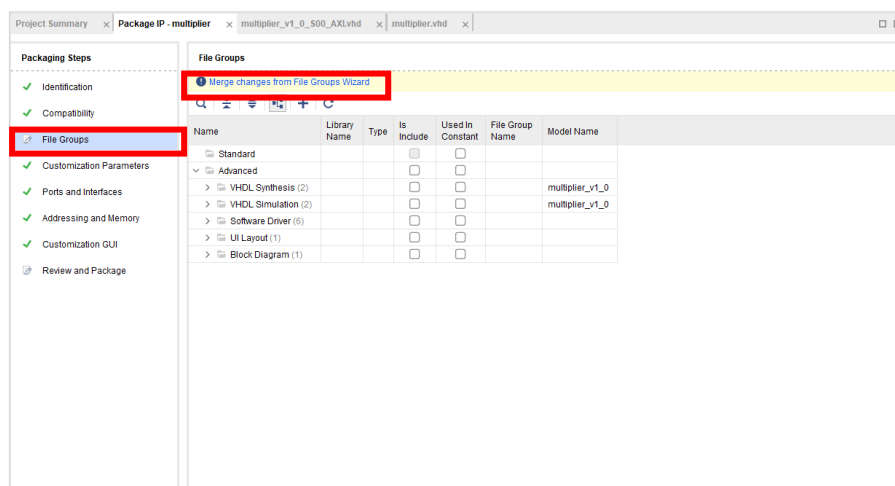 Project Summary × Package IP - multiplier × multiplier_v1_0_S00_AXI.vhd × multiplier.vhd ×
Packaging Steps
Identification
Compatibility
File Groups
Customization Parameters
Ports and Interfaces
Addressing and Memory
Customization GUI
Review and Package
File Groups
Merge changes from File Groups Wizard
Name Library Name Type Is Include Used In Constant File Group Name Model Name
Standard
Advanced
VHDL Synthesis (2) multiplier_v1_0
VHDL Simulation (2) multiplier_v1_0
Software Driver (6)
UI Layout (1)
Block Diagram (1)